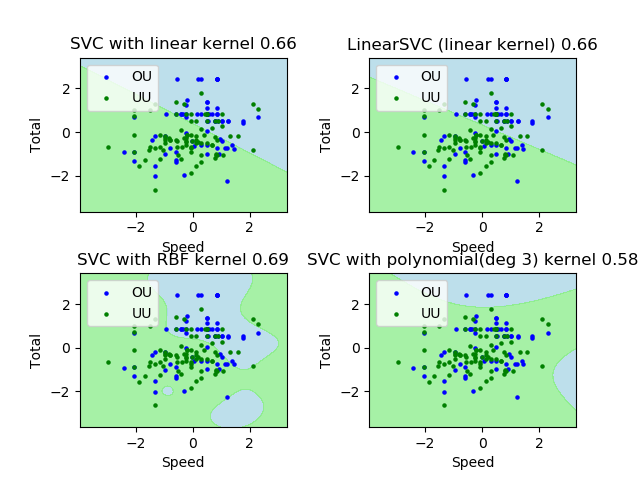 SVC with linear kernel 0.66
OU
UU
2
0
−2
Total
−2
0
2
Speed
LinearSVC (linear kernel) 0.66
OU
UU
2
0
−2
Total
−2
0
2
Speed
SVC with RBF kernel 0.69
OU
UU
2
0
−2
Total
−2
0
2
Speed
SVC with polynomial(deg 3) kernel 0.58
OU
UU
2
0
−2
Total
−2
0
2
Speed